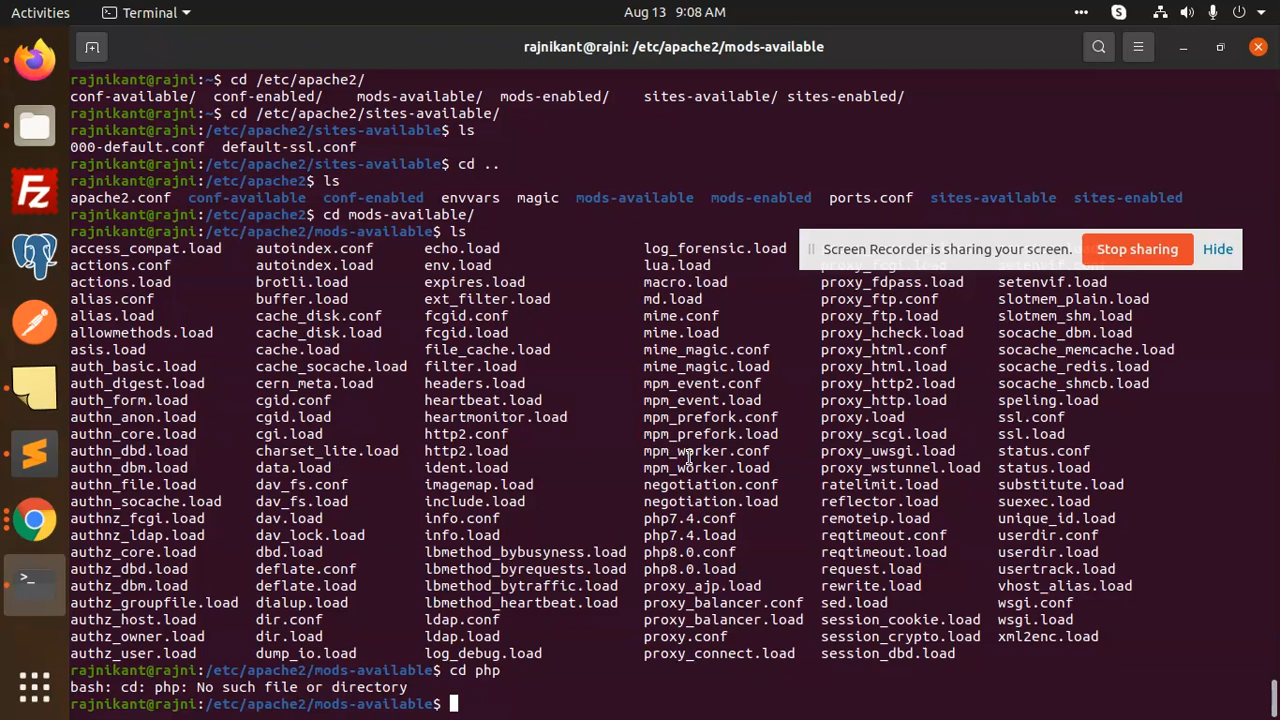 Activities Terminal Aug 13 9:08 AM
rajnikant@rajni: /etc/apache2/mods-available
rajnikant@rajni:~$ cd /etc/apache2/
conf-available/ conf-enabled/ mods-available/ mods-enabled/ sites-available/ sites-enabled/
rajnikant@rajni:~$ cd /etc/apache2/sites-available/
rajnikant@rajni:/etc/apache2/sites-available$ ls
000-default.conf default-ssl.conf
rajnikant@rajni:/etc/apache2/sites-available$ cd ..
rajnikant@rajni:/etc/apache2$ ls
apache2.conf conf-available conf-enabled envvars magic mods-available mods-enabled ports.conf sites-available sites-enabled
rajnikant@rajni:/etc/apache2$ cd mods-available/
rajnikant@rajni:/etc/apache2/mods-available$ ls
access_compat.load autoindex.conf echo.load log_forensic.load Screen Recorder is sharing your screen. Stop sharing Hide
actions.conf autoindex.load env.load lua.load
actions.load brotli.load expires.load macro.load proxy_fdpass.load setenvif.load
alias.conf buffer.load ext_filter.load md.load proxy_ftp.conf slotmem_plain.load
alias.load cache_disk.conf fcgid.conf mime.conf proxy_ftp.load slotmem_shm.load
allowmethods.load cache_disk.load fcgid.load mime.load proxy_hcheck.load socache_dbm.load
asis.load cache.load file_cache.load mime_magic.conf proxy_html.conf socache_memcache.load
auth_basic.load cache_socache.load filter.load mime_magic.load proxy_html.load socache_redis.load
auth_digest.load cern_meta.load headers.load mpm_event.conf proxy_http2.load socache_shmcb.load
auth_form.load cgid.conf heartbeat.load mpm_event.load proxy_http.load speling.load
authn_anon.load cgid.load heartmonitor.load mpm_prefork.conf proxy.load ssl.conf
authn_core.load cgi.load http2.conf mpm_prefork.load proxy_scgi.load ssl.load
authn_dbd.load charset_lite.load http2.load mpm_worker.conf proxy_uwsgi.load status.conf
authn_dbm.load data.load ident.load mpm_worker.load proxy_wstunnel.load status.load
authn_file.load dav_fs.conf imagemap.load negotiation.conf ratelimit.load substitute.load
authn_socache.load dav_fs.load include.load negotiation.load reflector.load suexec.load
authnz_fcgi.load dav.load info.conf php7.4.conf remoteip.load unique_id.load
authnz_ldap.load dav_lock.load info.load php7.4.load reqtimeout.conf userdir.conf
authz_core.load dbd.load lbmethod_bybusyness.load php8.0.conf reqtimeout.load userdir.load
authz_dbd.load deflate.conf lbmethod_byrequests.load php8.0.load request.load usertrack.load
authz_dbm.load deflate.load lbmethod_bytraffic.load proxy_ajp.load rewrite.load vhost_alias.load
authz_groupfile.load dialup.load lbmethod_heartbeat.load proxy_balancer.conf sed.load wsgi.conf
authz_host.load dir.conf ldap.conf proxy_balancer.load session_cookie.load wsgi.load
authz_owner.load dir.load ldap.load proxy.conf session_crypto.load xml2enc.load
authz_user.load dump_io.load log_debug.load proxy_connect.load session_dbd.load
rajnikant@rajni:/etc/apache2/mods-available$ cd php
bash: cd: php: No such file or directory
rajnikant@rajni:/etc/apache2/mods-available$